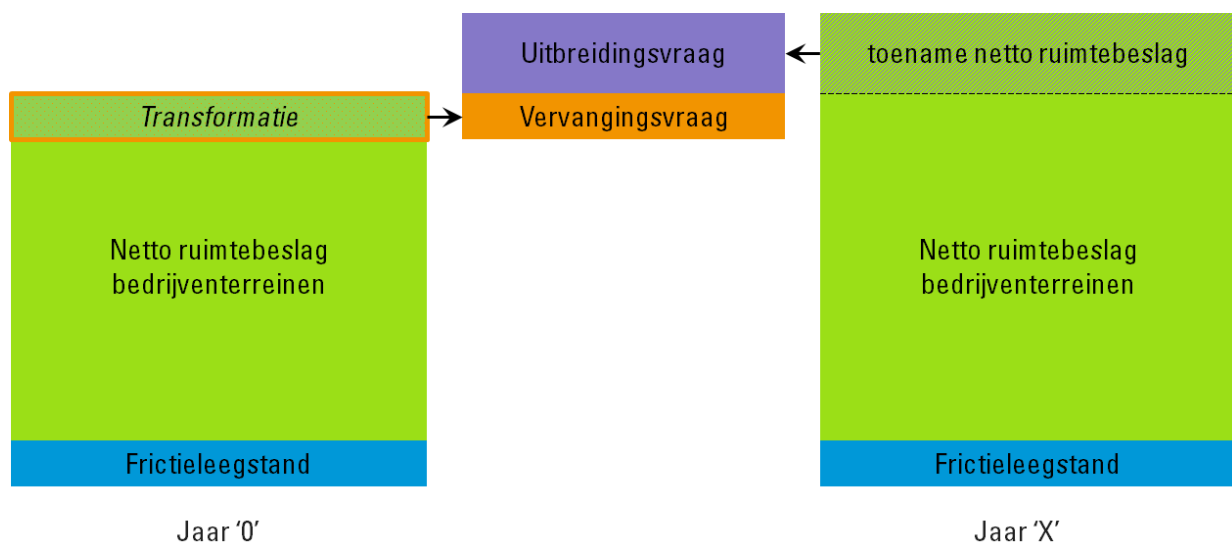 Uitbreidingsvraag
toename netto ruimtebeslag
Transformatie
Vervangingsvraag
Netto ruimtebeslag
bedrijventerreinen
Netto ruimtebeslag
bedrijventerreinen
Frictieleegstand
Frictieleegstand
Jaar ‘0’
Jaar ‘X’